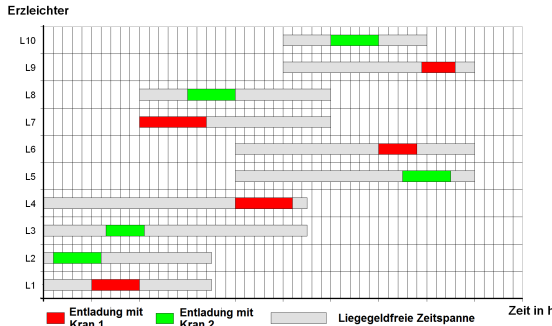 Erzleichter
L10
L9
L8
L7
L6
L5
L4
L3
L2
L1
Zeit in h
Entladung mit
Kran 1
Entladung mit
Kran 2
Liegegeldfreie Zeitspanne